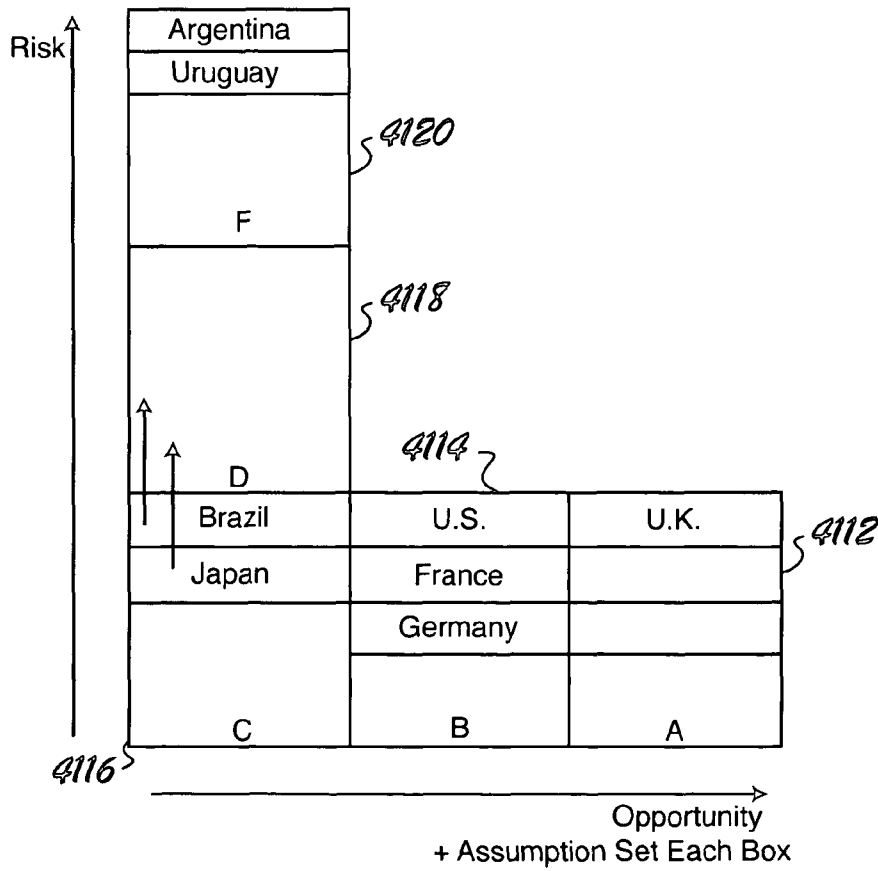 Risk
Argentina
Uruguay
4120
F
4118
4114
D
Brazil
U.S.
U.K.
4112
Japan
France
Germany
C
B
A
4116
Opportunity
+ Assumption Set Each Box